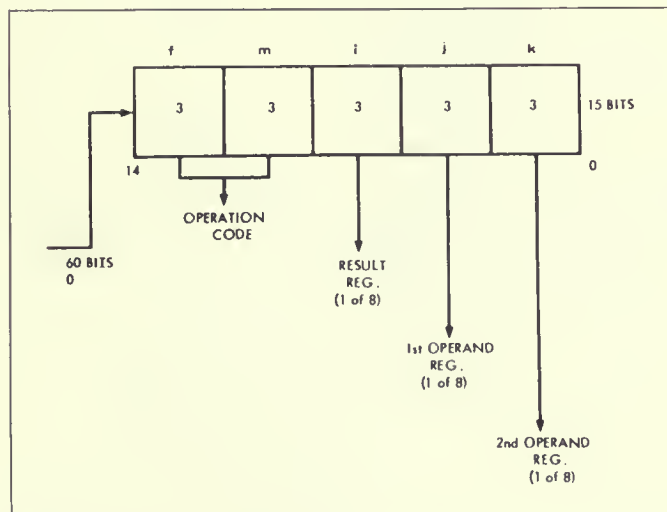 f m i j k
3 3 3 3 3 15 BITS
14 0
OPERATION
CODE
60 BITS
0
RESULT
REG.
(1 of 8)
1st OPERAND
REG.
(1 of 8)
2nd OPERAND
REG.
(1 of 8)